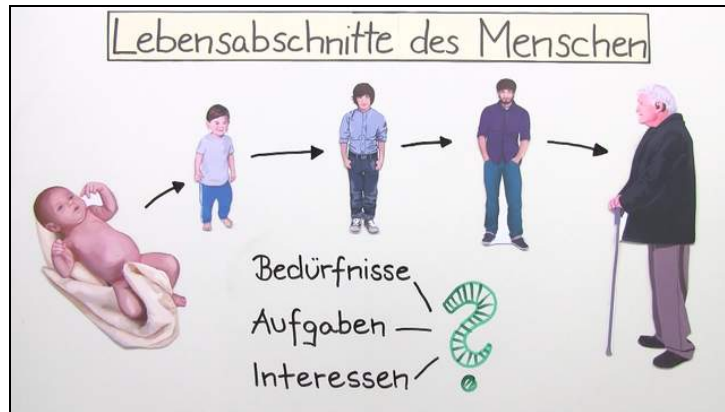 Lebensabschnitte des Menschen
Bedürfnisse
Aufgaben
Interessen
?